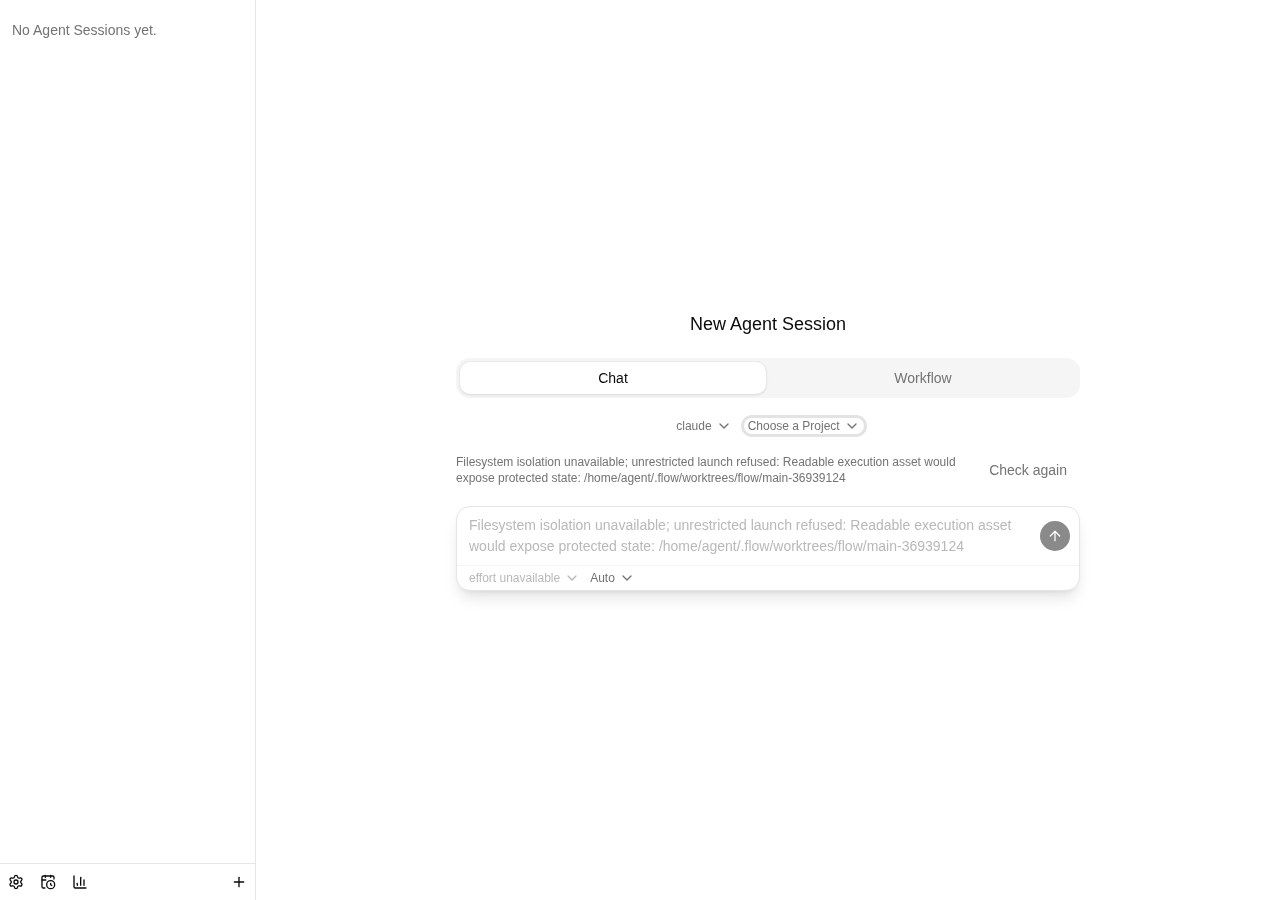 No Agent Sessions yet.
New Agent Session
Chat
Workflow
claude
Choose a Project
Filesystem isolation unavailable; unrestricted launch refused: Readable execution asset would
expose protected state: /home/agent/.flow/worktrees/flow/main-36939124
Check again
Filesystem isolation unavailable; unrestricted launch refused: Readable execution asset
would expose protected state: /home/agent/.flow/worktrees/flow/main-36939124
effort unavailable
Auto